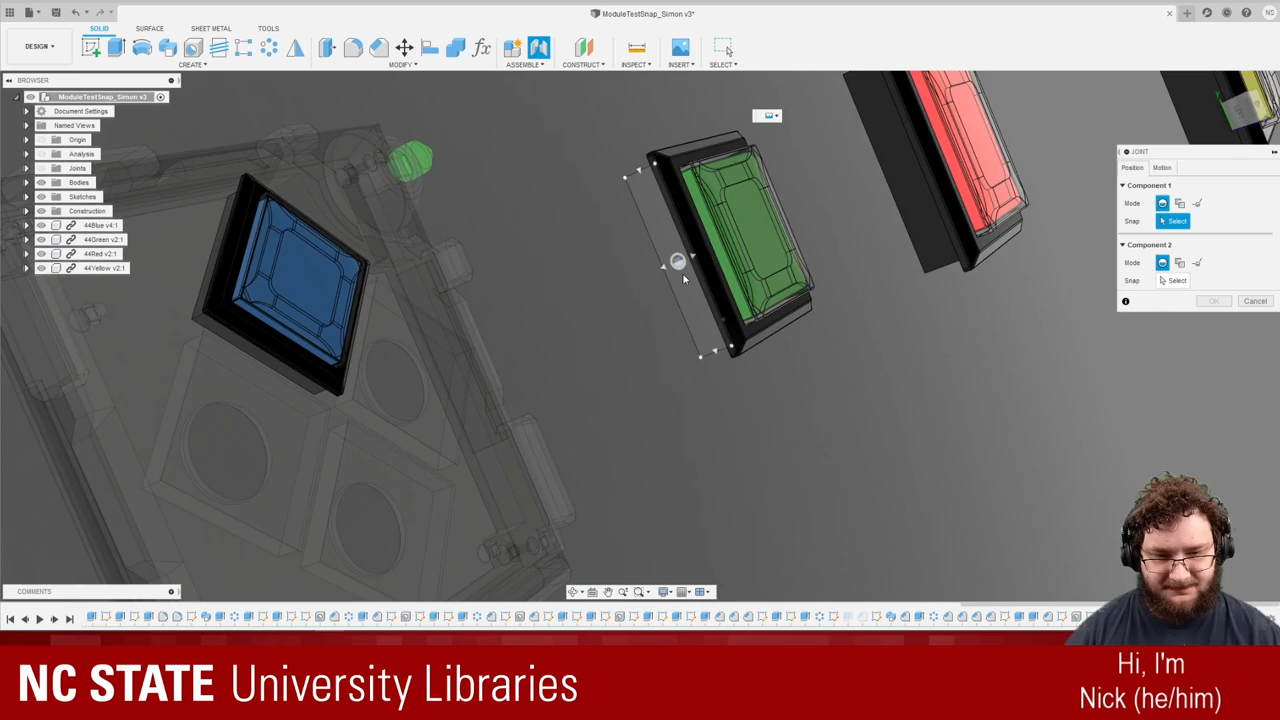 ModuleTestSnap_Simon v3*
NS
DESIGN
SOLID
SURFACE
SHEET METAL
TOOLS
fx
CREATE
MODIFY
ASSEMBLE
CONSTRUCT
INSPECT
INSERT
SELECT
BROWSER
ModuleTestSnap_Simon v3
Document Settings
Named Views
Origin
Analysis
Joints
Bodies
Sketches
Construction
44Blue v4:1
44Green v2:1
44Red v2:1
44Yellow v2:1
JOINT
Position
Motion
Component 1
Mode
Snap
Select
Component 2
Mode
Snap
Select
OK
Cancel
COMMENTS
NC STATE University Libraries
Hi, I'm
Nick (he/him)